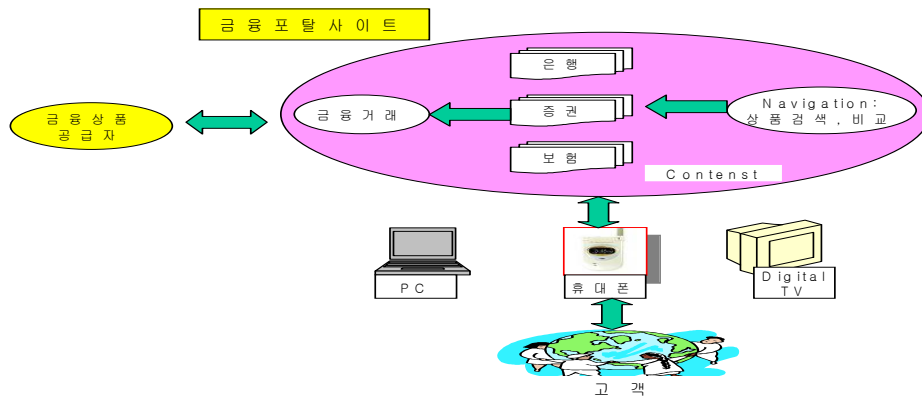 금융포탈사이트
은행
금융상품
공급자
금융거래
증권
Navigation:
상품검색,비교
보험
Contenst
PC
휴대폰
Digital
TV
고객